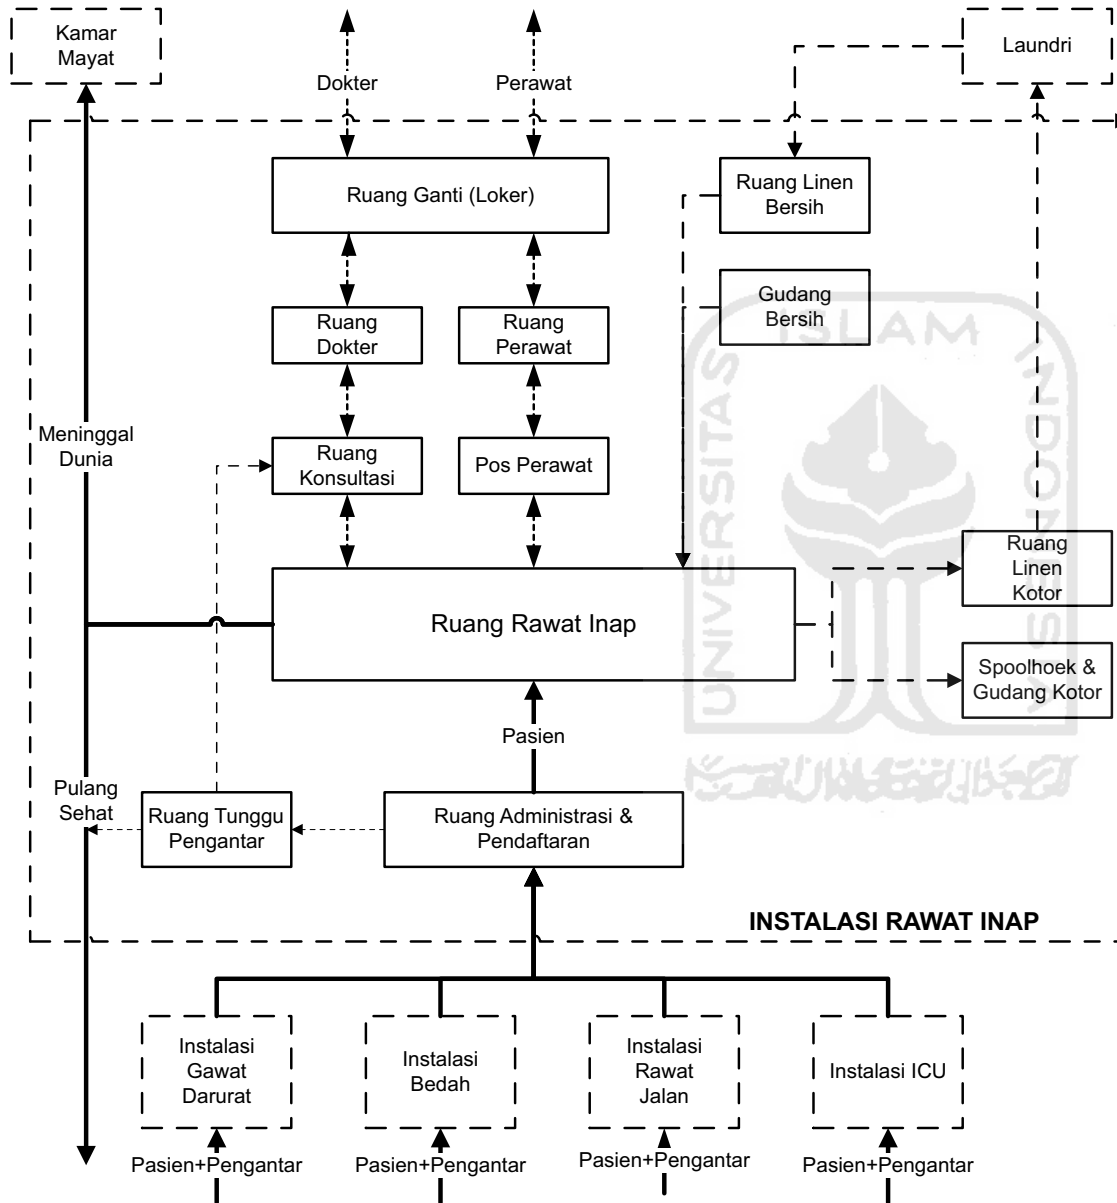 Kamar
Mayat
Dokter
Perawat
Laundri
Ruang Ganti (Loker)
Ruang Linen
Bersih
Gudang
Bersih
Ruang
Dokter
Ruang
Perawat
ISLAM
UNIVERSITAS
INDONESIA
Meninggal
Dunia
Ruang
Konsultasi
Pos Perawat
Ruang
Linen
Kotor
Ruang Rawat Inap
Spoolhoek &
Gudang Kotor
Pasien
Pulang
Sehat
Ruang Tunggu
Pengantar
Ruang Administrasi &
Pendaftaran
INSTALASI RAWAT INAP
Instalasi
Gawat
Darurat
Instalasi
Bedah
Instalasi
Rawat
Jalan
Instalasi ICU
Pasien+Pengantar
Pasien+Pengantar
Pasien+Pengantar
Pasien+Pengantar